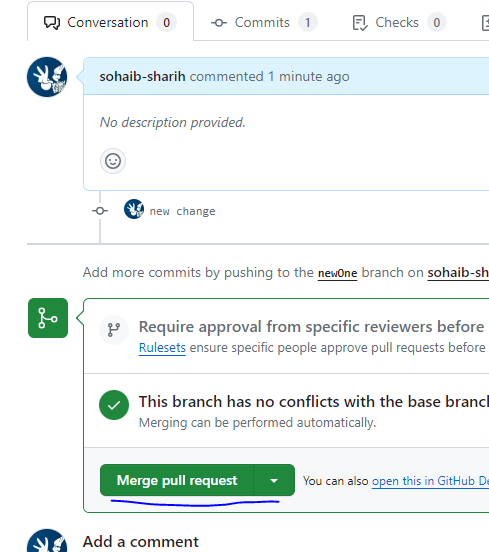 Conversation 0 Commits 1 Checks 0
sohaib-sharih commented 1 minute ago
No description provided.
new change
Add more commits by pushing to the newOne branch on sohaib-sh
Require approval from specific reviewers before
Rulesets ensure specific people approve pull requests before
This branch has no conflicts with the base branch
Merging can be performed automatically.
Merge pull request You can also open this in GitHub De
Add a comment